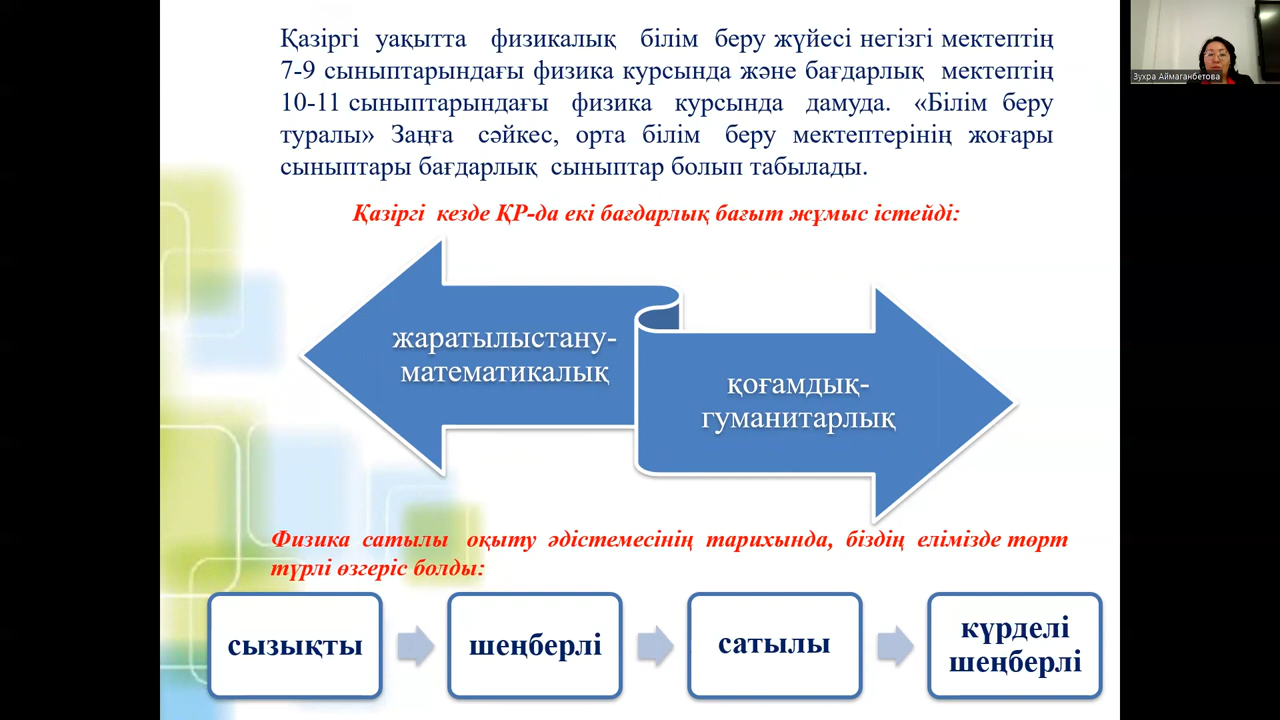 Қазіргі уақытта физикалық білім беру жүйесі негізгі мектептің
7-9 сыныптарындағы физика курсында және бағдарлық мектептің
10-11 сыныптарындағы физика курсында дамуда. «Білім беру
туралы» Заңға сәйкес, орта білім беру мектептерінің жоғары
сыныптары бағдарлық сыныптар болып табылады.
Зухра Аймаганбетова
Қазіргі кезде ҚР-да екі бағдарлық бағыт жұмыс істейді:
жаратылыстану-
математикалық
қоғамдық-
гуманитарлық
Физика сатылы оқыту әдістемесінің тарихында, біздің елімізде төрт
түрлі өзгеріс болды:
сызықты
шеңберлі
сатылы
күрделі
шеңберлі